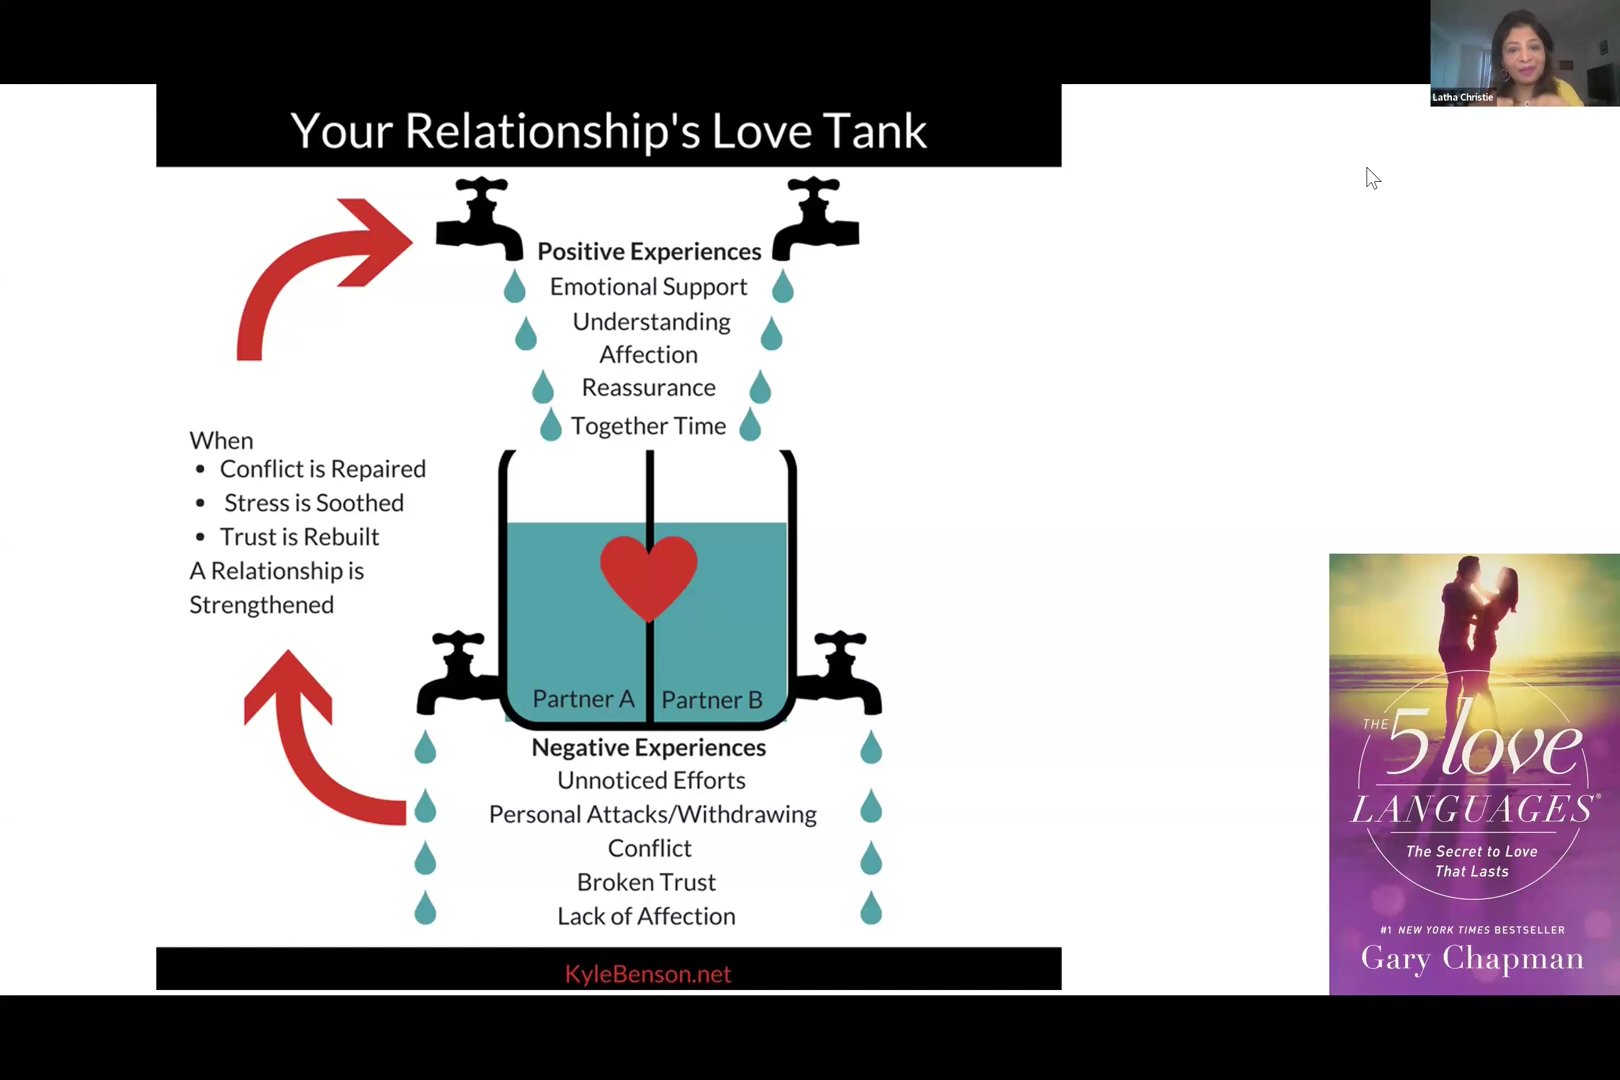 Latha Christie
Your Relationship's Love Tank
Positive Experiences
Emotional Support
Understanding
Affection
Reassurance
Together Time
When
• Conflict is Repaired
• Stress is Soothed
• Trust is Rebuilt
A Relationship is
Strengthened
Partner A
Partner B
Negative Experiences
Unnoticed Efforts
Personal Attacks/Withdrawing
Conflict
Broken Trust
Lack of Affection
KyleBenson.net
THE 5 love
LANGUAGES®
The Secret to Love
That Lasts
#1 NEW YORK TIMES BESTSELLER
Gary Chapman